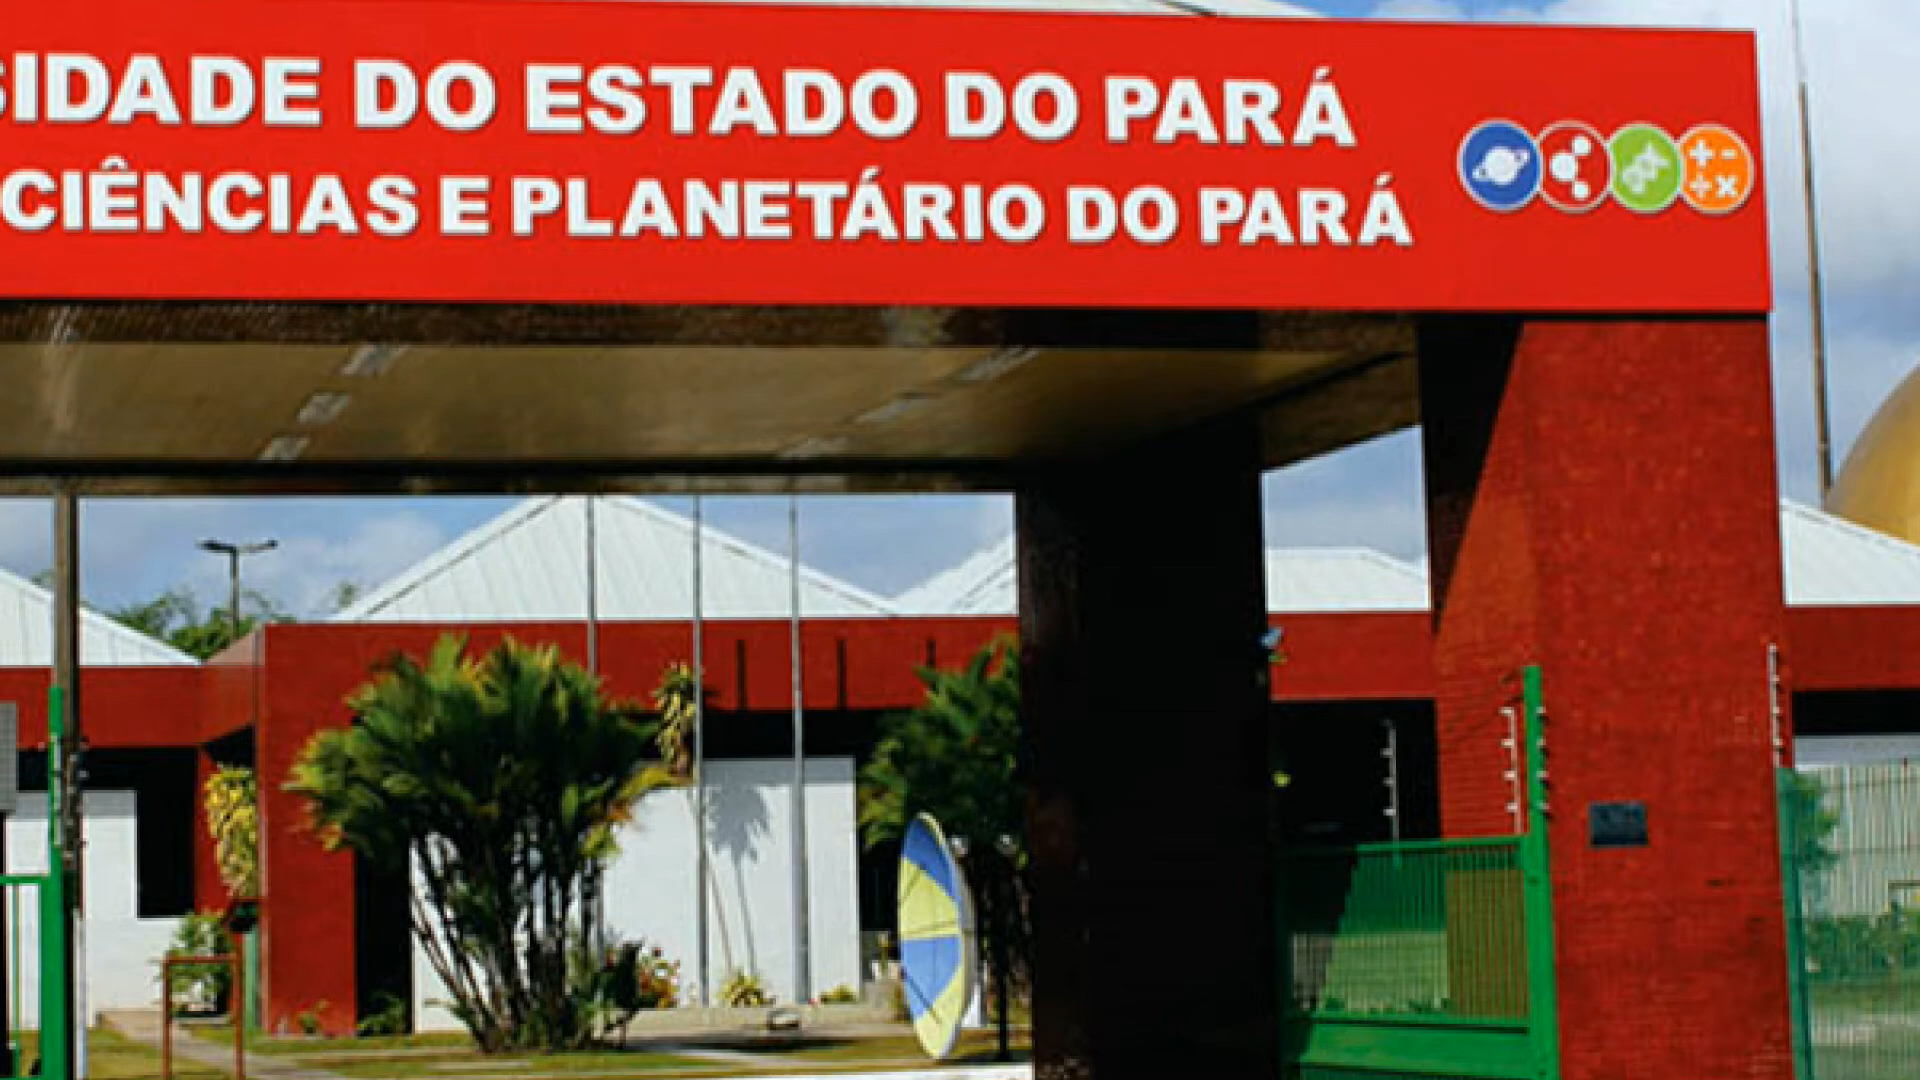 SIDADE DO ESTADO DO PARÁ
CIÊNCIAS E PLANETÁRIO DO PARÁ